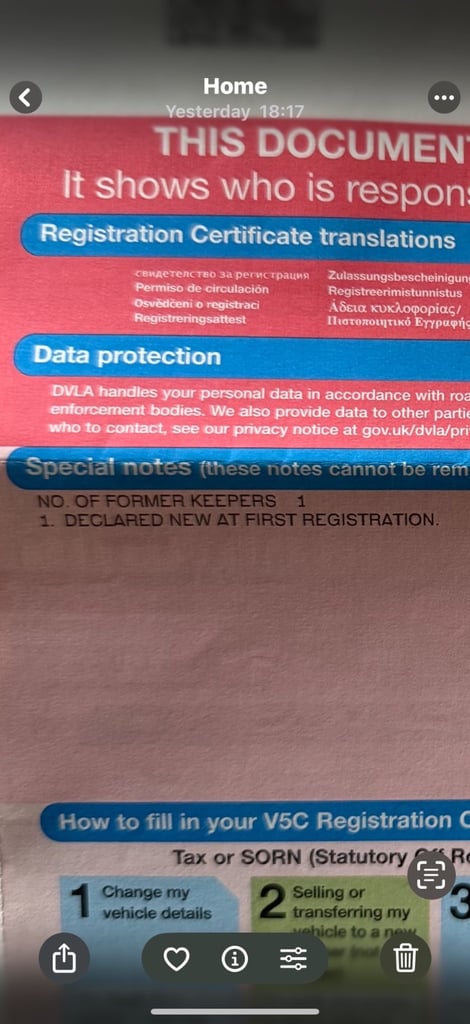 Home
Yesterday 18:17
THIS DOCUMEN
It shows who is respons
Registration Certificate translations
свидетелство за регистрация
Permiso de circulación
Osvědčení o registraci
Registreringsattest
Zulassungsbescheinigun
Registreerimistunnistus
Άδεια κυκλοφορίας/
Πιστοποιητικό Εγγραφής
Data protection
DVLA handles your personal data in accordance with roa
enforcement bodies. We also provide data to other partie
who to contact, see our privacy notice at gov.uk/dvla/pri
Special notes (these notes cannot be rem
NO. OF FORMER KEEPERS 1
1. DECLARED NEW AT FIRST REGISTRATION.
How to fill in your V5C Registration C
Tax or SORN (Statutory Off Ro
1 Change my
vehicle details
2 Selling or
transferring my
vehicle to a new
3